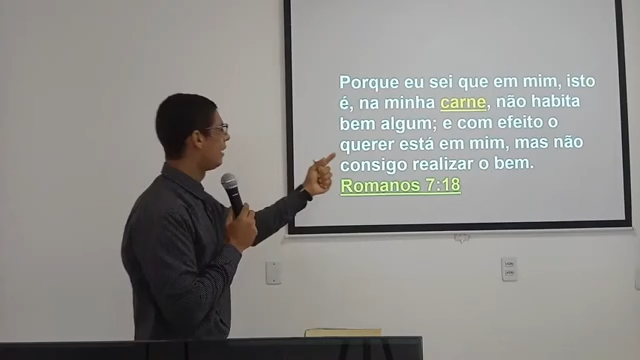 Porque eu sei que em mim, isto
é, na minha carne, não habita
bem algum; e com efeito o
querer está em mim, mas não
consigo realizar o bem.
Romanos 7:18